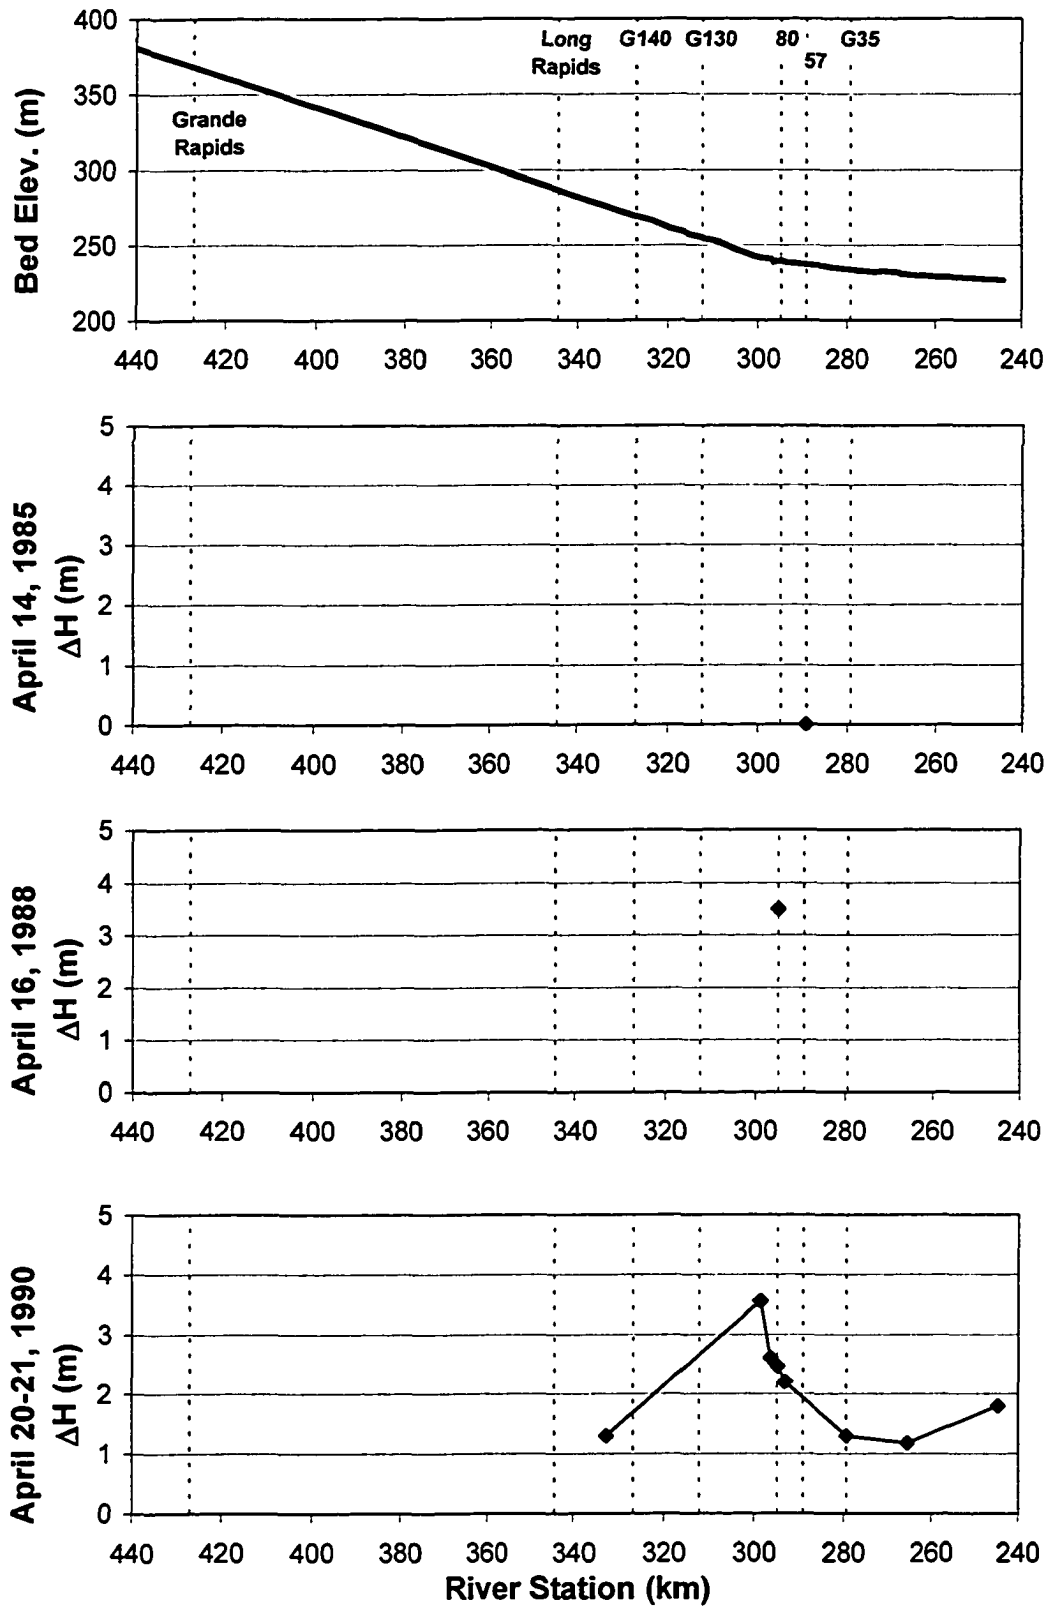 400
350
300
250
200
Bed Elev. (m)
Long Rapids
G140
G130
80
57
G35
Grande Rapids
440 420 400 380 360 340 320 300 280 260 240
5
4
3
2
1
0
April 14, 1985
ΔH (m)
440 420 400 380 360 340 320 300 280 260 240
5
4
3
2
1
0
April 16, 1988
ΔH (m)
440 420 400 380 360 340 320 300 280 260 240
5
4
3
2
1
0
April 20-21, 1990
ΔH (m)
440 420 400 380 360 340 320 300 280 260 240
River Station (km)